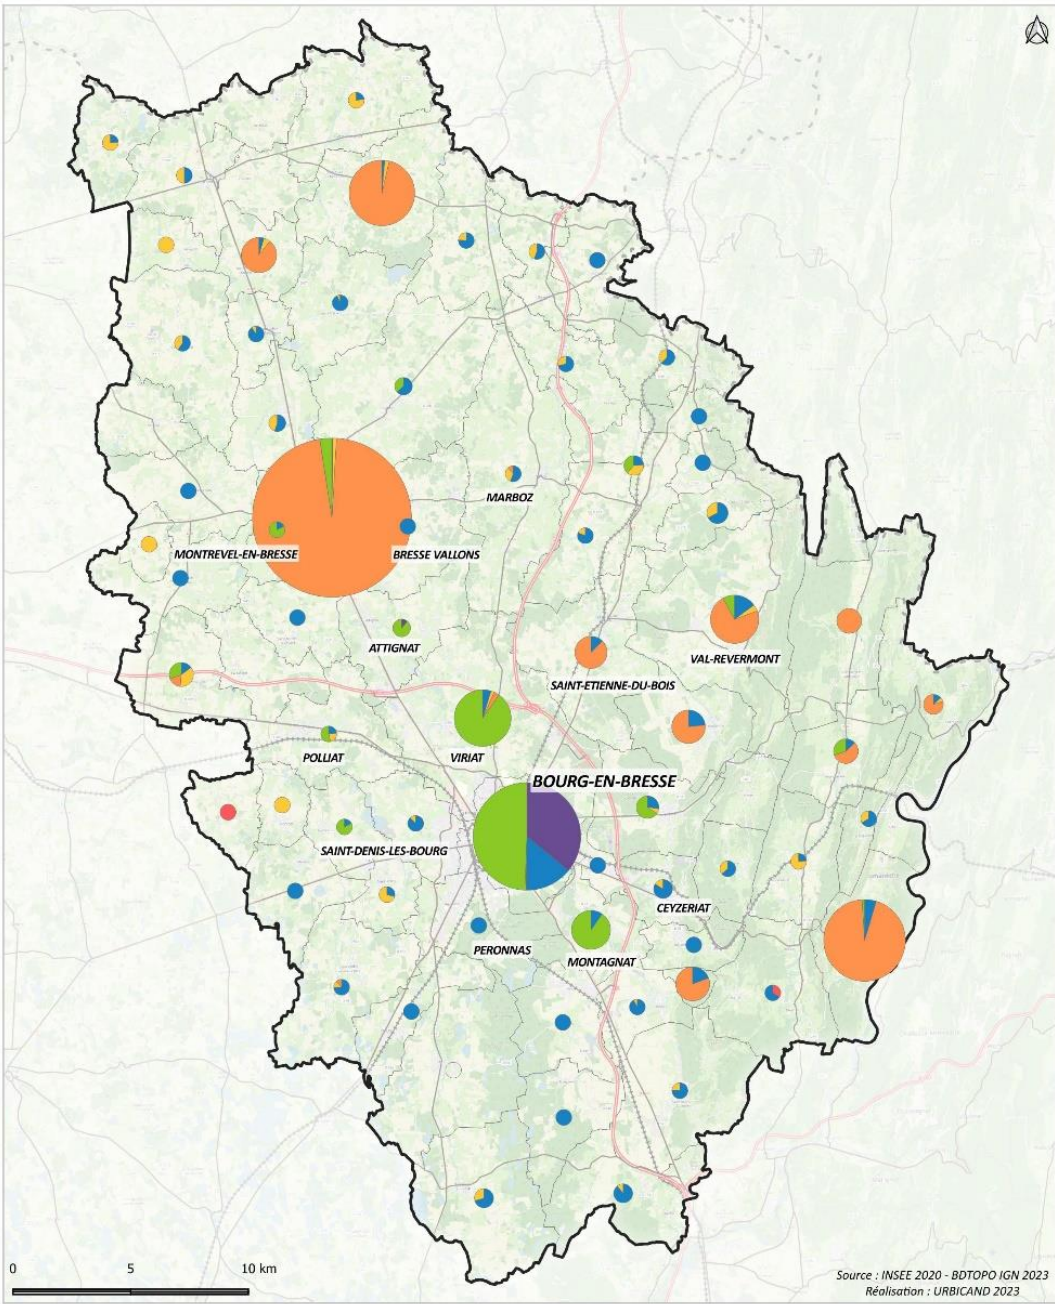 MARBOZ
MONTREVEL-EN-BRESSE
BRESSE VALLONS
ATTIGNAT
VAL-REVERMONT
SAINT-ETIENNE-DU-BOIS
POLLIAT
VIRIAT
BOURG-EN-BRESSE
SAINT-DENIS-LES-BOURG
CEYZERIAT
PERONNAS
MONTAGNAT
0 5 10 km
Source : INSEE 2020 - BDTOPO IGN 2023
Réalisation : URBICAND 2023